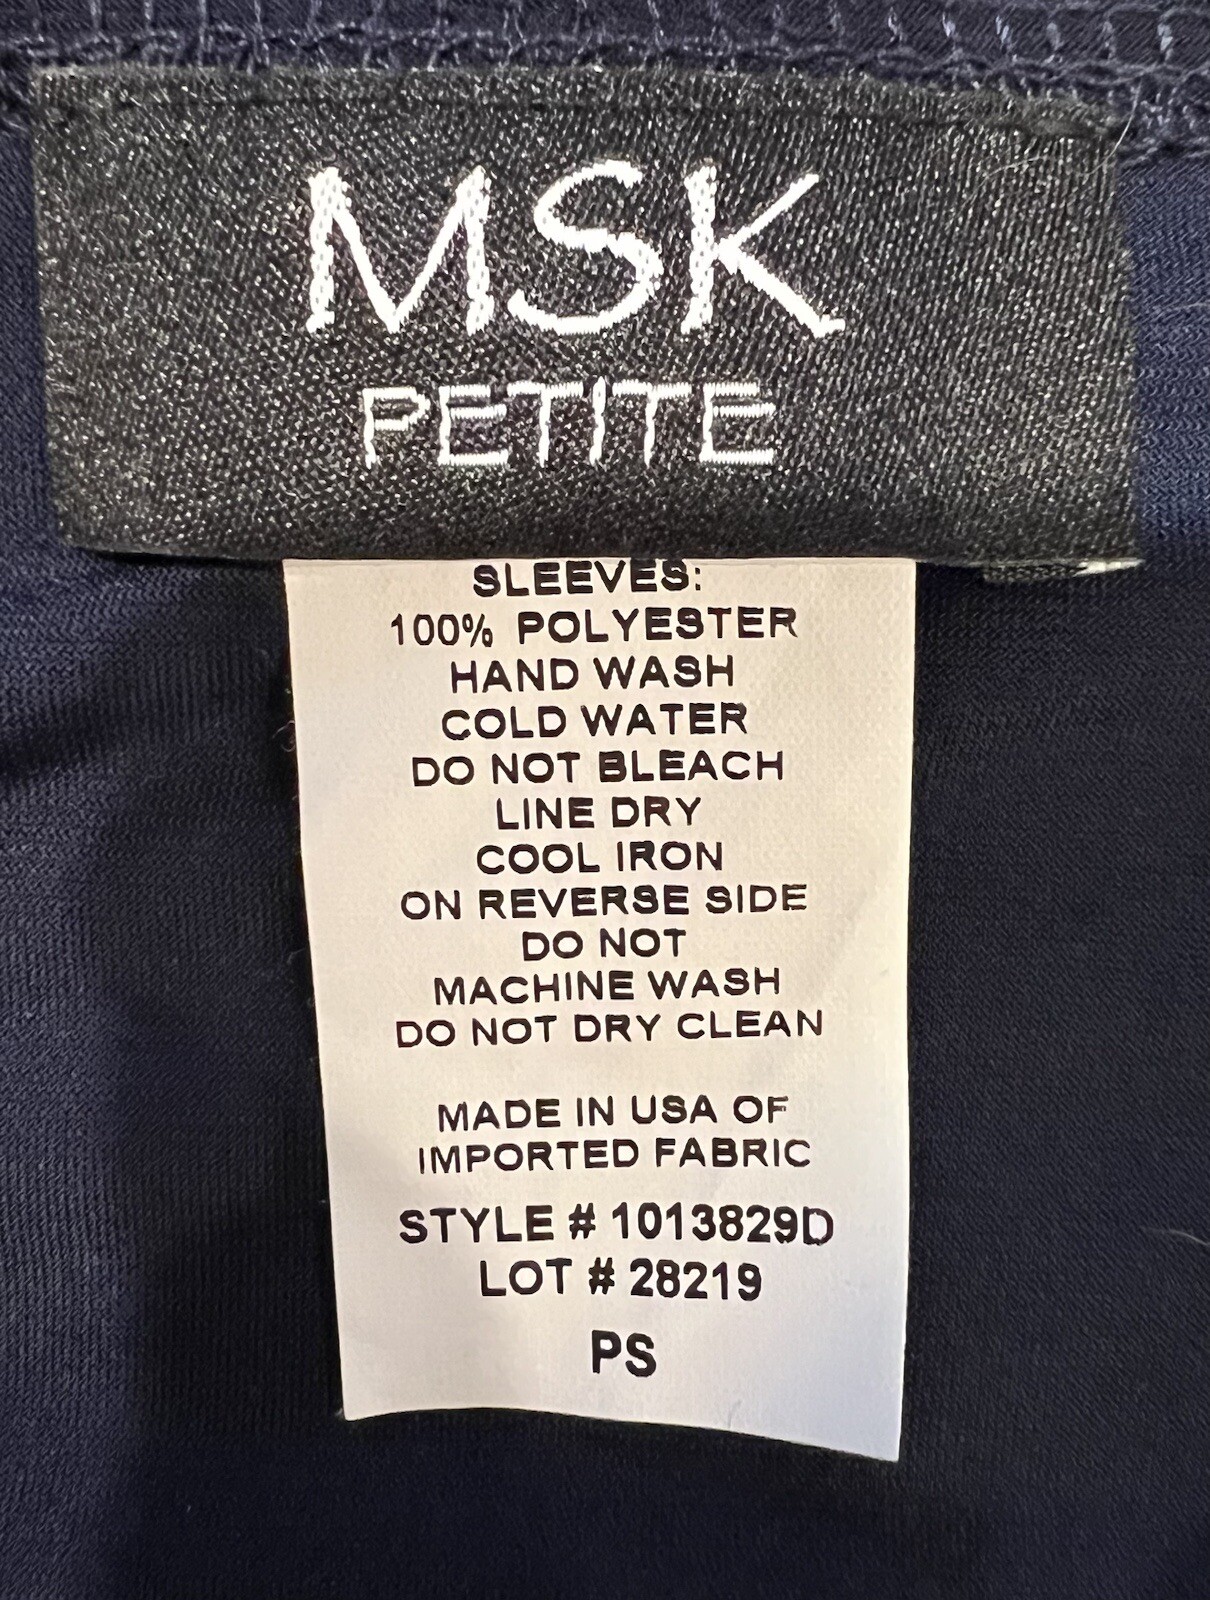 MSK
PETITE
SLEEVES:
100% POLYESTER
HAND WASH
COLD WATER
DO NOT BLEACH
LINE DRY
COOL IRON
ON REVERSE SIDE
DO NOT
MACHINE WASH
DO NOT DRY CLEAN
MADE IN USA OF
IMPORTED FABRIC
STYLE # 1013829D
LOT # 28219
PS